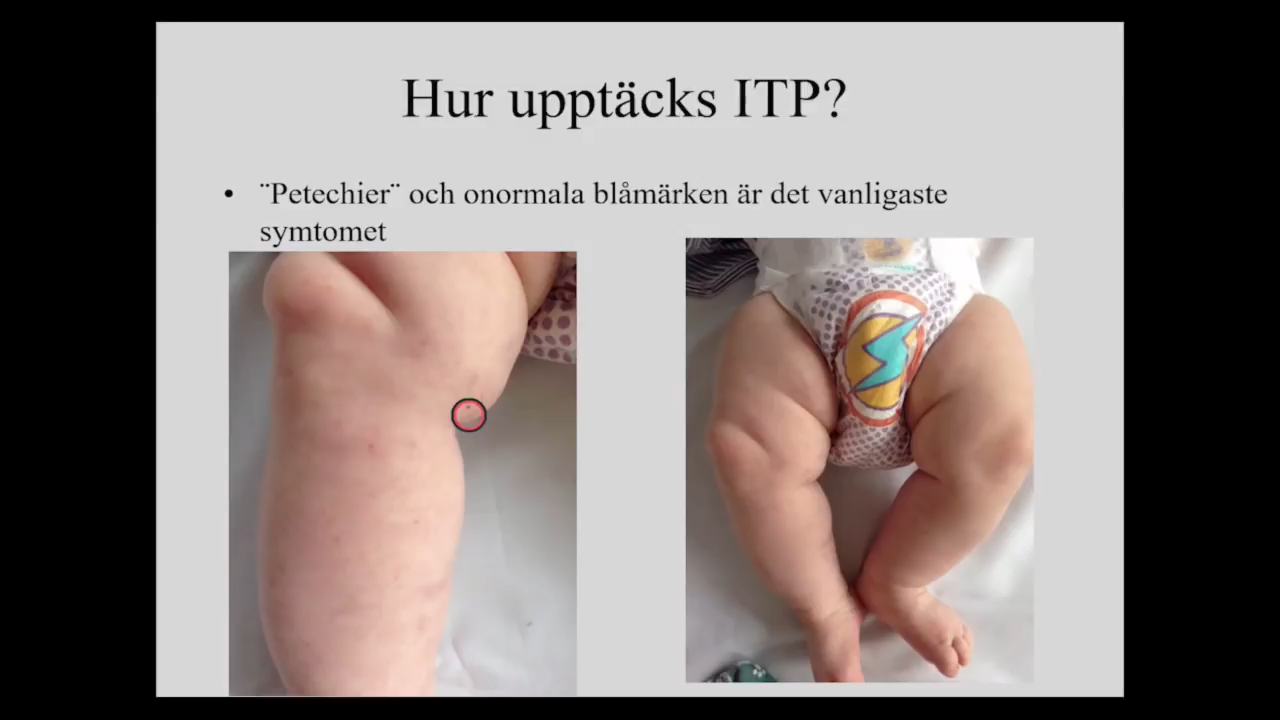 Hur upptäcks ITP?
• ¨Petechier¨ och onormala blåmärken är det vanligaste
symtomet